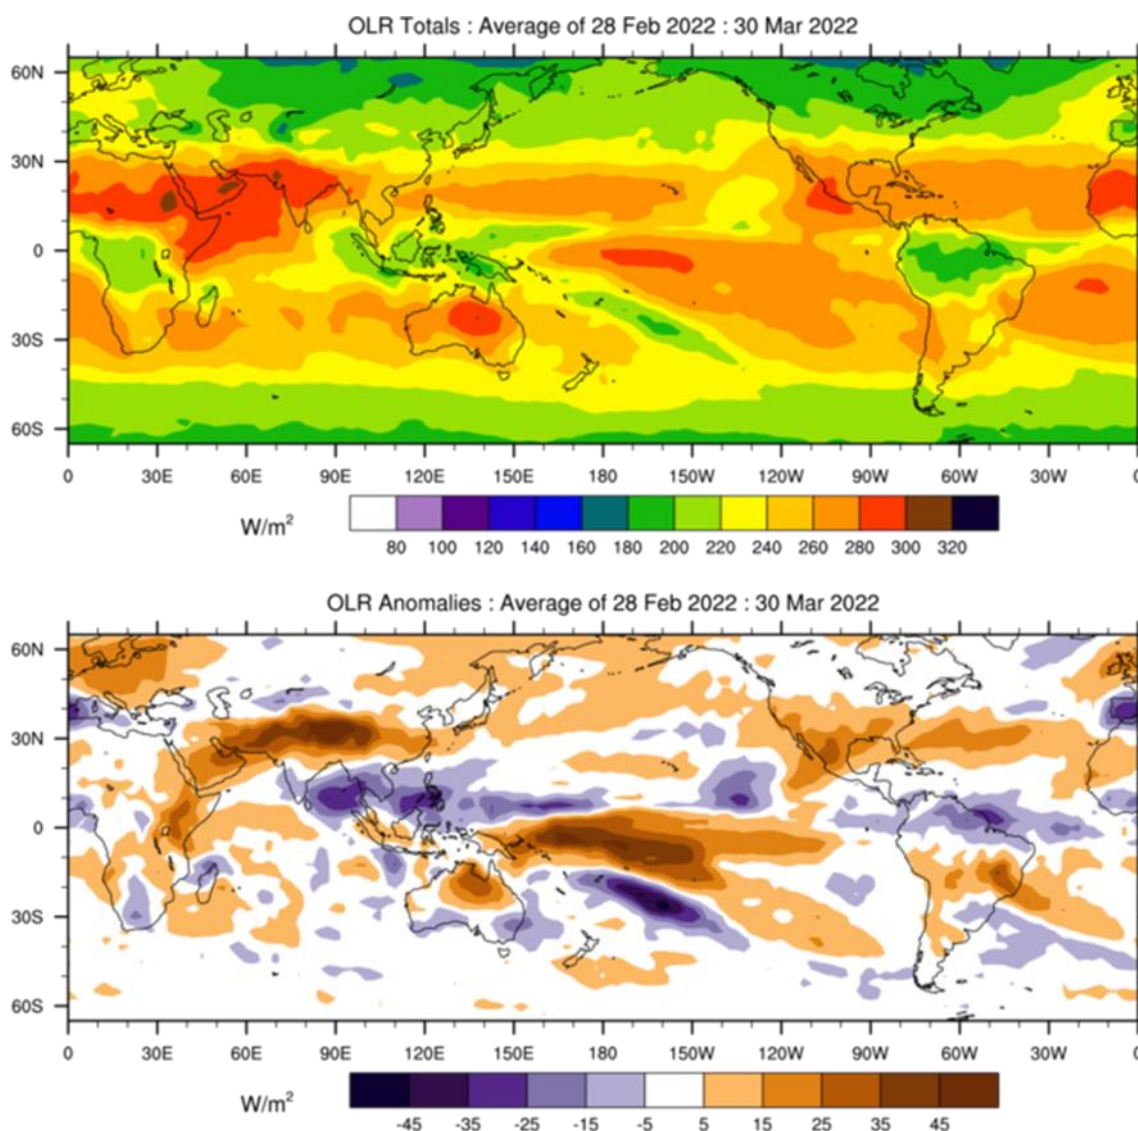 OLR Totals : Average of 28 Feb 2022 : 30 Mar 2022
60N
30N
0
30S
60S
0 30E 60E 90E 120E 150E 180 150W 120W 90W 60W 30W 0
W/m²
80 100 120 140 160 180 200 220 240 260 280 300 320
OLR Anomalies : Average of 28 Feb 2022 : 30 Mar 2022
60N
30N
0
30S
60S
0 30E 60E 90E 120E 150E 180 150W 120W 90W 60W 30W 0
W/m²
-45 -35 -25 -15 -5 5 15 25 35 45